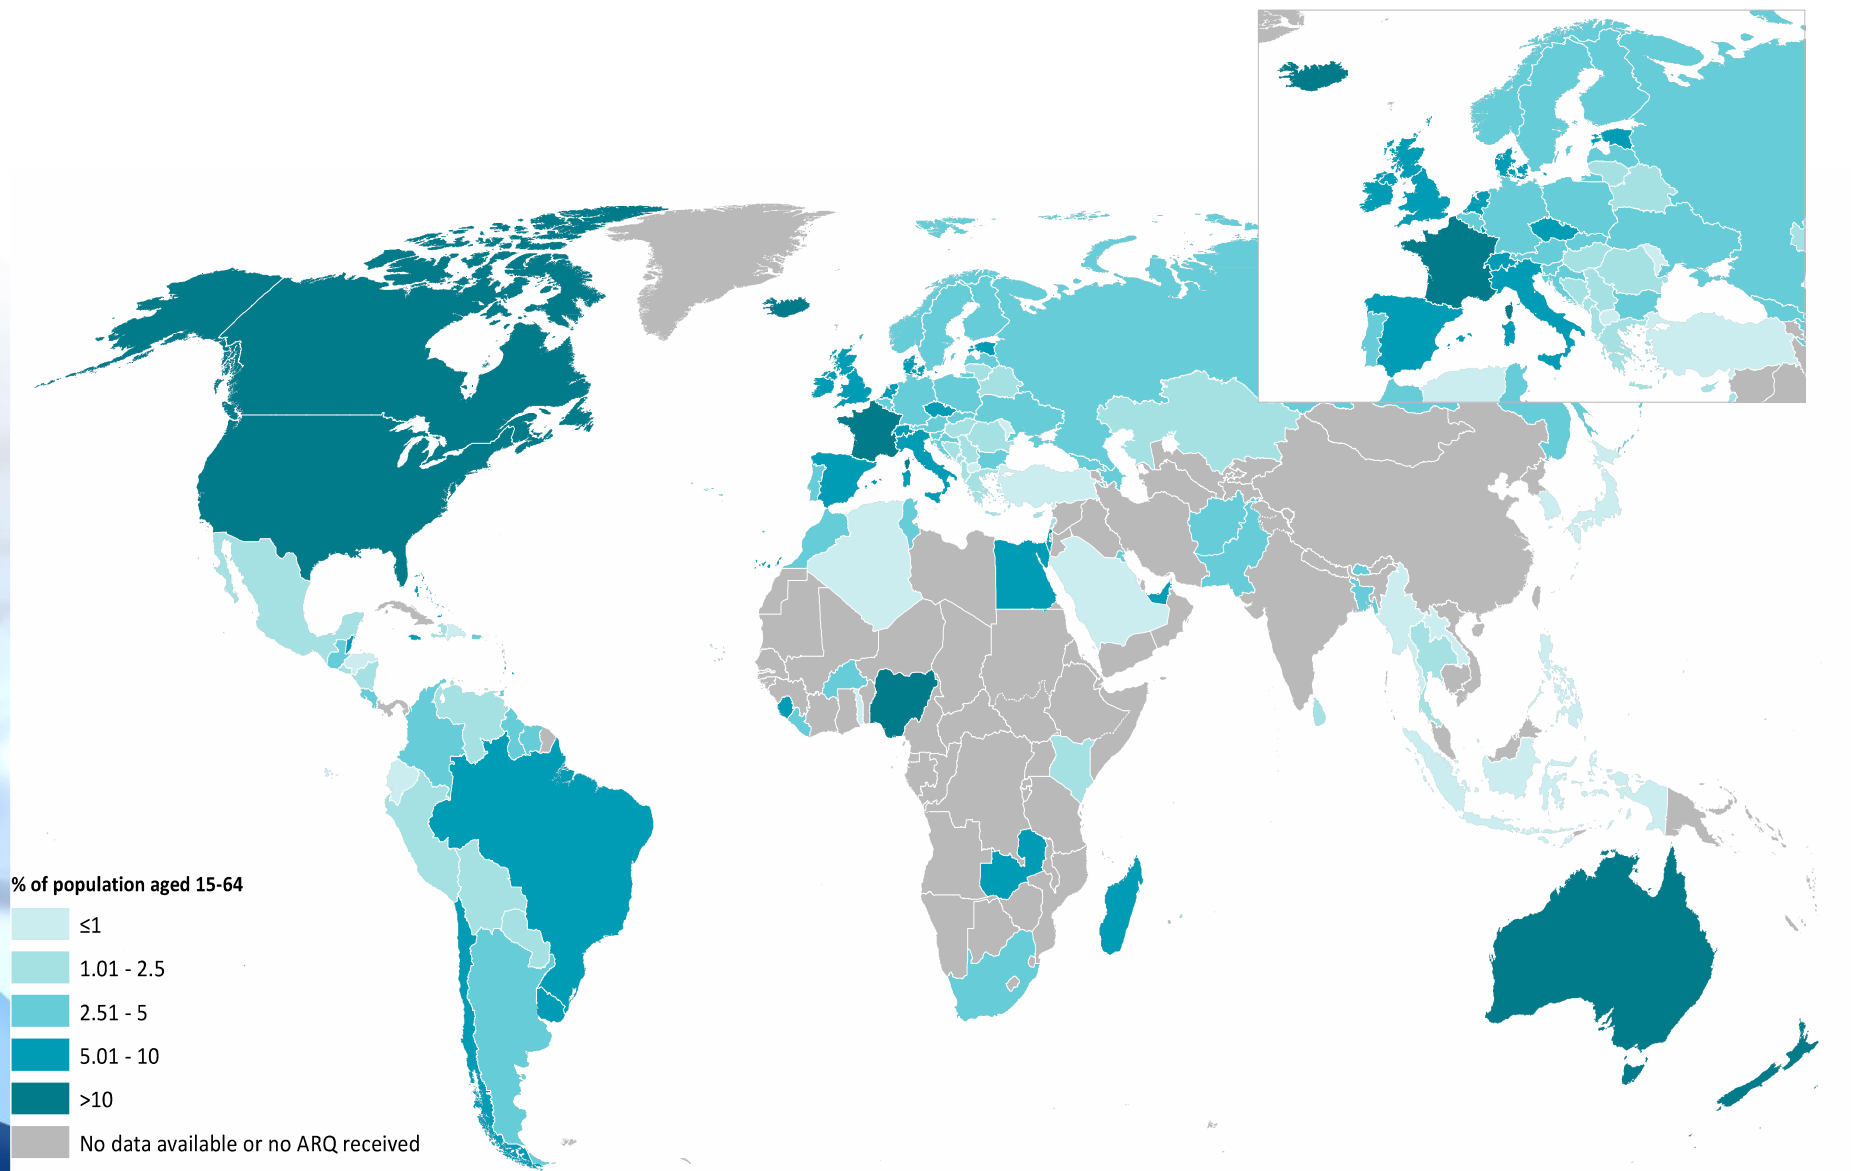 % of population aged 15-64
≤1
1.01 - 2.5
2.51 - 5
5.01 - 10
>10
No data available or no ARQ received